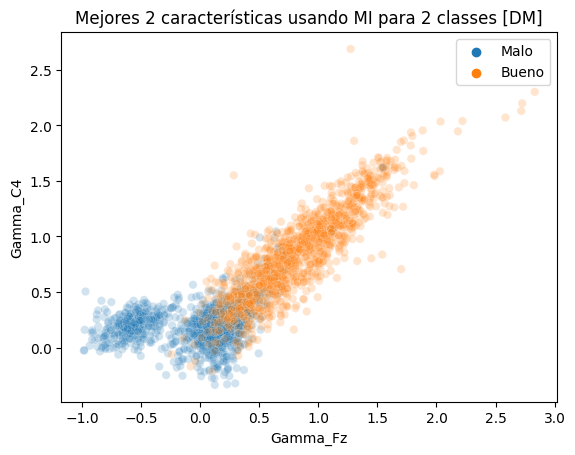 Mejores 2 características usando MI para 2 classes [DM]
Malo
Bueno
2.5
2.0
1.5
1.0
0.5
0.0
Gamma_C4
−1.0 −0.5 0.0 0.5 1.0 1.5 2.0 2.5 3.0
Gamma_Fz